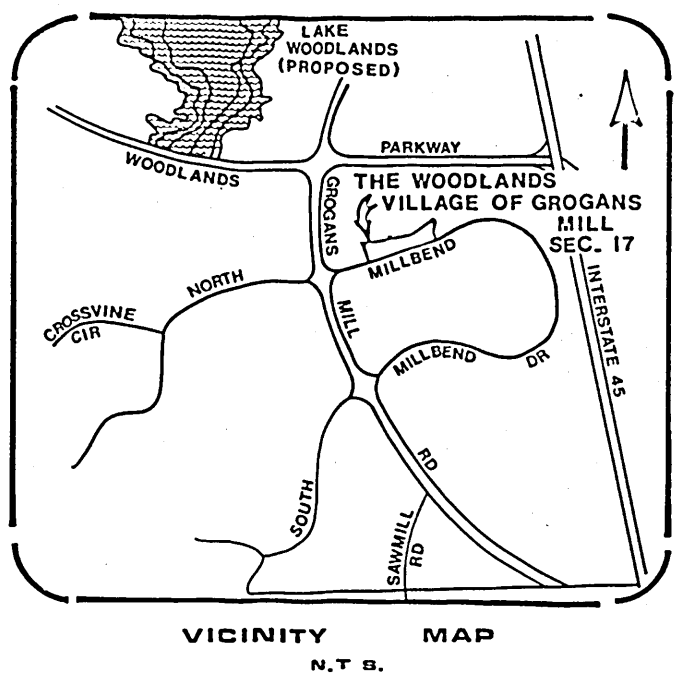 LAKE
WOODLANDS
(PROPOSED)
WOODLANDS
PARKWAY
THE WOODLANDS
VILLAGE OF GROGANS
MILL
SEC. 17
GROGANS
MILLBEND
NORTH
MILL
CROSSVINE
CIR
MILLBEND
DR
INTERSTATE 45
RD
SOUTH
SAWMILL
RD
VICINITY MAP
N.T S.